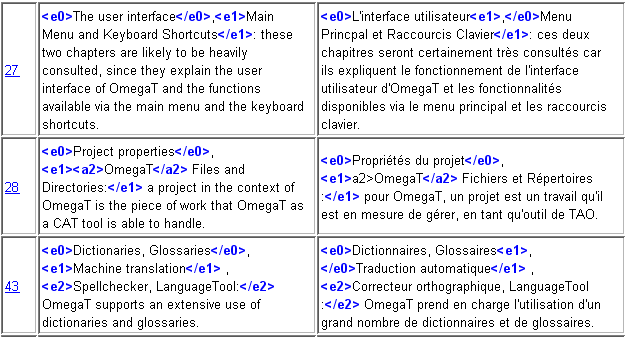 <e0>The user interface</e0>,<e1>Main
Menu and Keyboard Shortcuts</e1>: these
two chapters are likely to be heavily
consulted, since they explain the user
interface of OmegaT and the functions
available via the main menu and the keyboard
shortcuts.
27
<e0>L'interface utilisateur<e1>,</e0>Menu
Princpal et Raccourcis Clavier</e1>: ces deux
chapitres seront certainement très consultés car
ils expliquent le fonctionnement de l'interface
utilisateur d'OmegaT et les fonctionnalités
disponibles via le menu principal et les raccourcis
clavier.
28
<e0>Project properties</e0>,
<e1><a2>OmegaT</a2> Files and
Directories:</e1> a project in the context of
OmegaT is the piece of work that OmegaT as
a CAT tool is able to handle.
<e0>Propriétés du projet</e0>,
<e1>a2>OmegaT</a2> Fichiers et Répertoires
:</e1> pour OmegaT, un projet est un travail qu'il
est en mesure de gérer, en tant qu'outil de TAO.
43
<e0>Dictionaries, Glossaries</e0>,
<e1>Machine translation</e1> ,
<e2>Spellchecker, LanguageTool:</e2>
OmegaT supports an extensive use of
dictionaries and glossaries.
<e0>Dictionnaires, Glossaires<e1>,
</e0>Traduction automatique</e1> ,
<e2>Correcteur orthographique, LanguageTool
:</e2> OmegaT prend en charge l'utilisation d'un
grand nombre de dictionnaires et de glossaires.